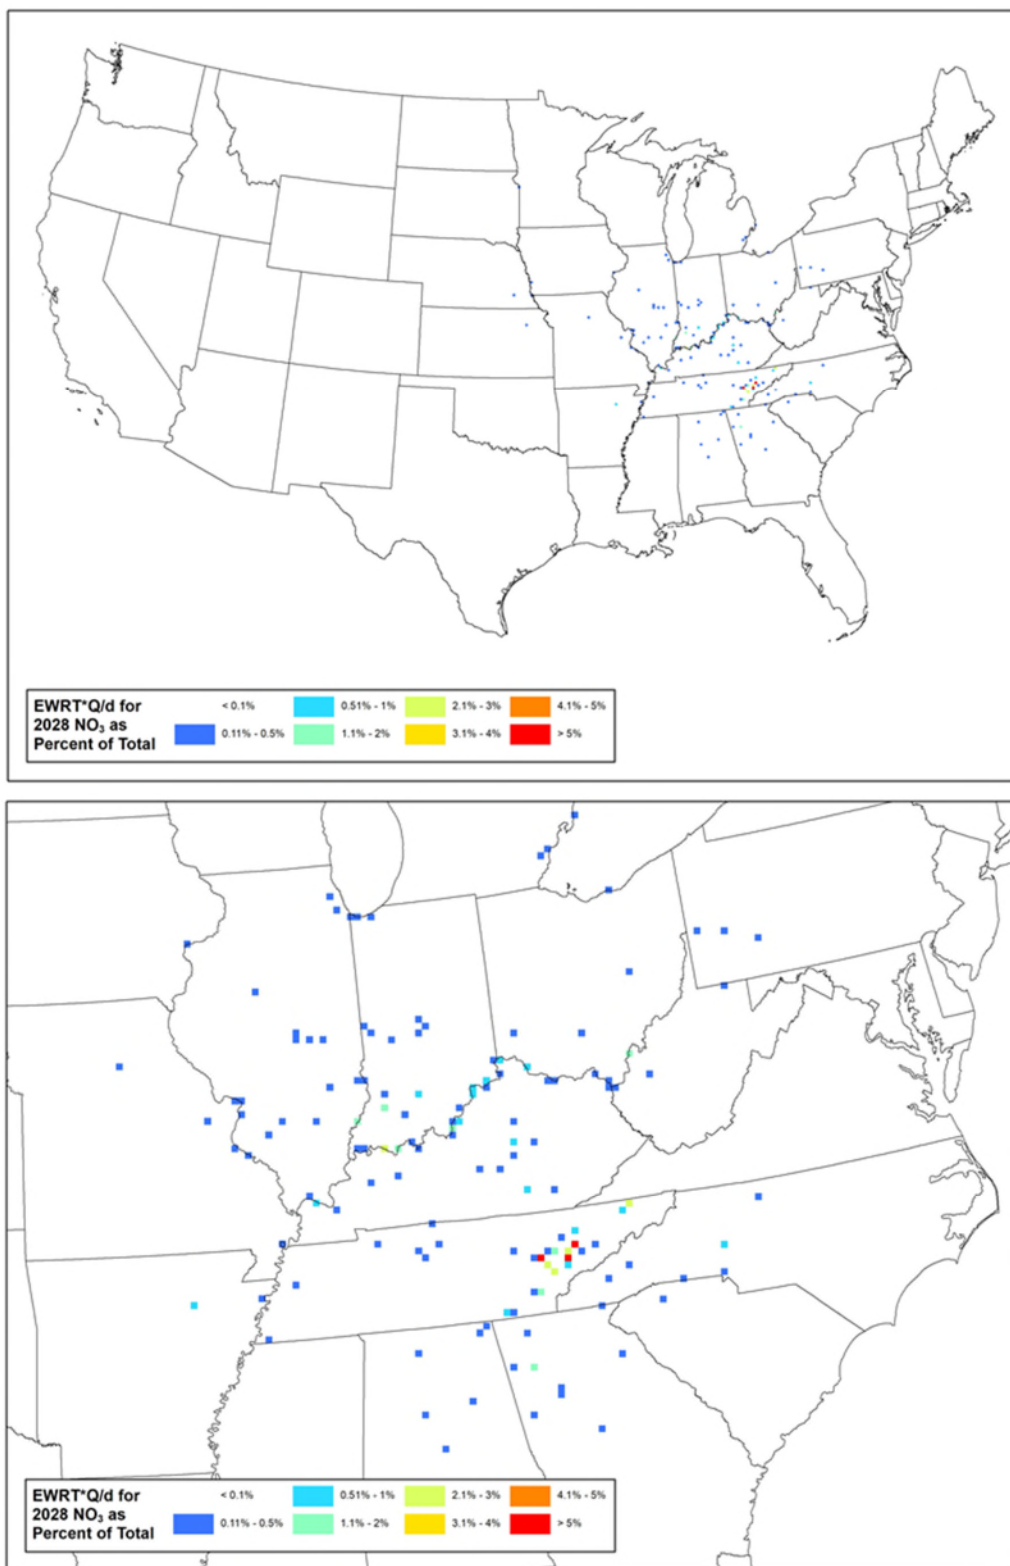 EWRT*Q/d for
2028 NO₃ as
Percent of Total
< 0.1%
0.51% - 1%
2.1% - 3%
4.1% - 5%
0.11% - 0.5%
1.1% - 2%
3.1% - 4%
> 5%
EWRT*Q/d for
2028 NO₃ as
Percent of Total
< 0.1%
0.51% - 1%
2.1% - 3%
4.1% - 5%
0.11% - 0.5%
1.1% - 2%
3.1% - 4%
> 5%